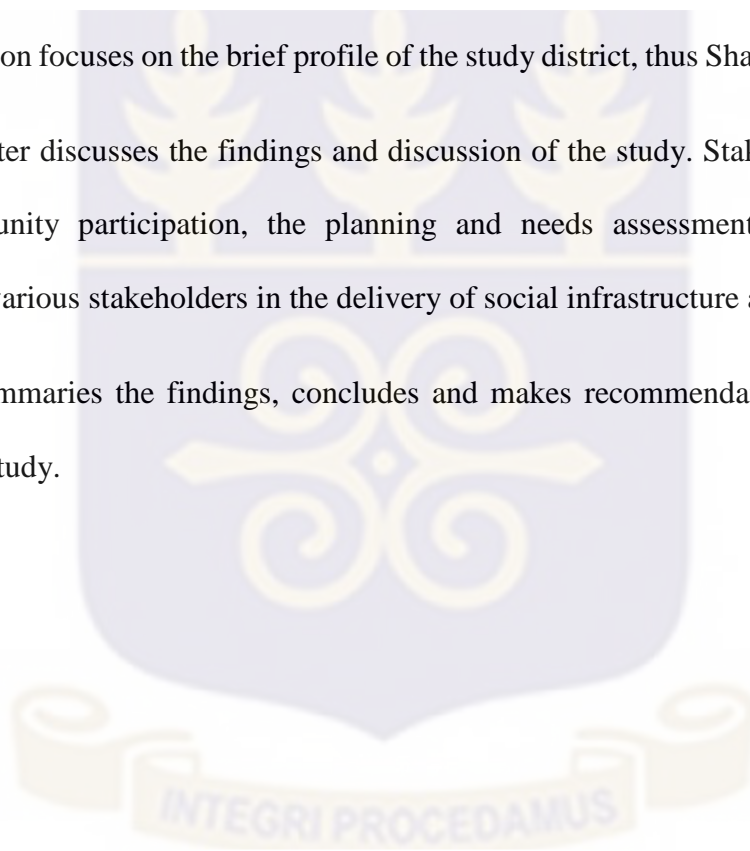 on focuses on the brief profile of the study district, thus Sha
ter discusses the findings and discussion of the study. Stak
unity participation, the planning and needs assessment
various stakeholders in the delivery of social infrastructure a
mmaries the findings, concludes and makes recommenda
tudy.
INTEGRI PROCEDAMUS